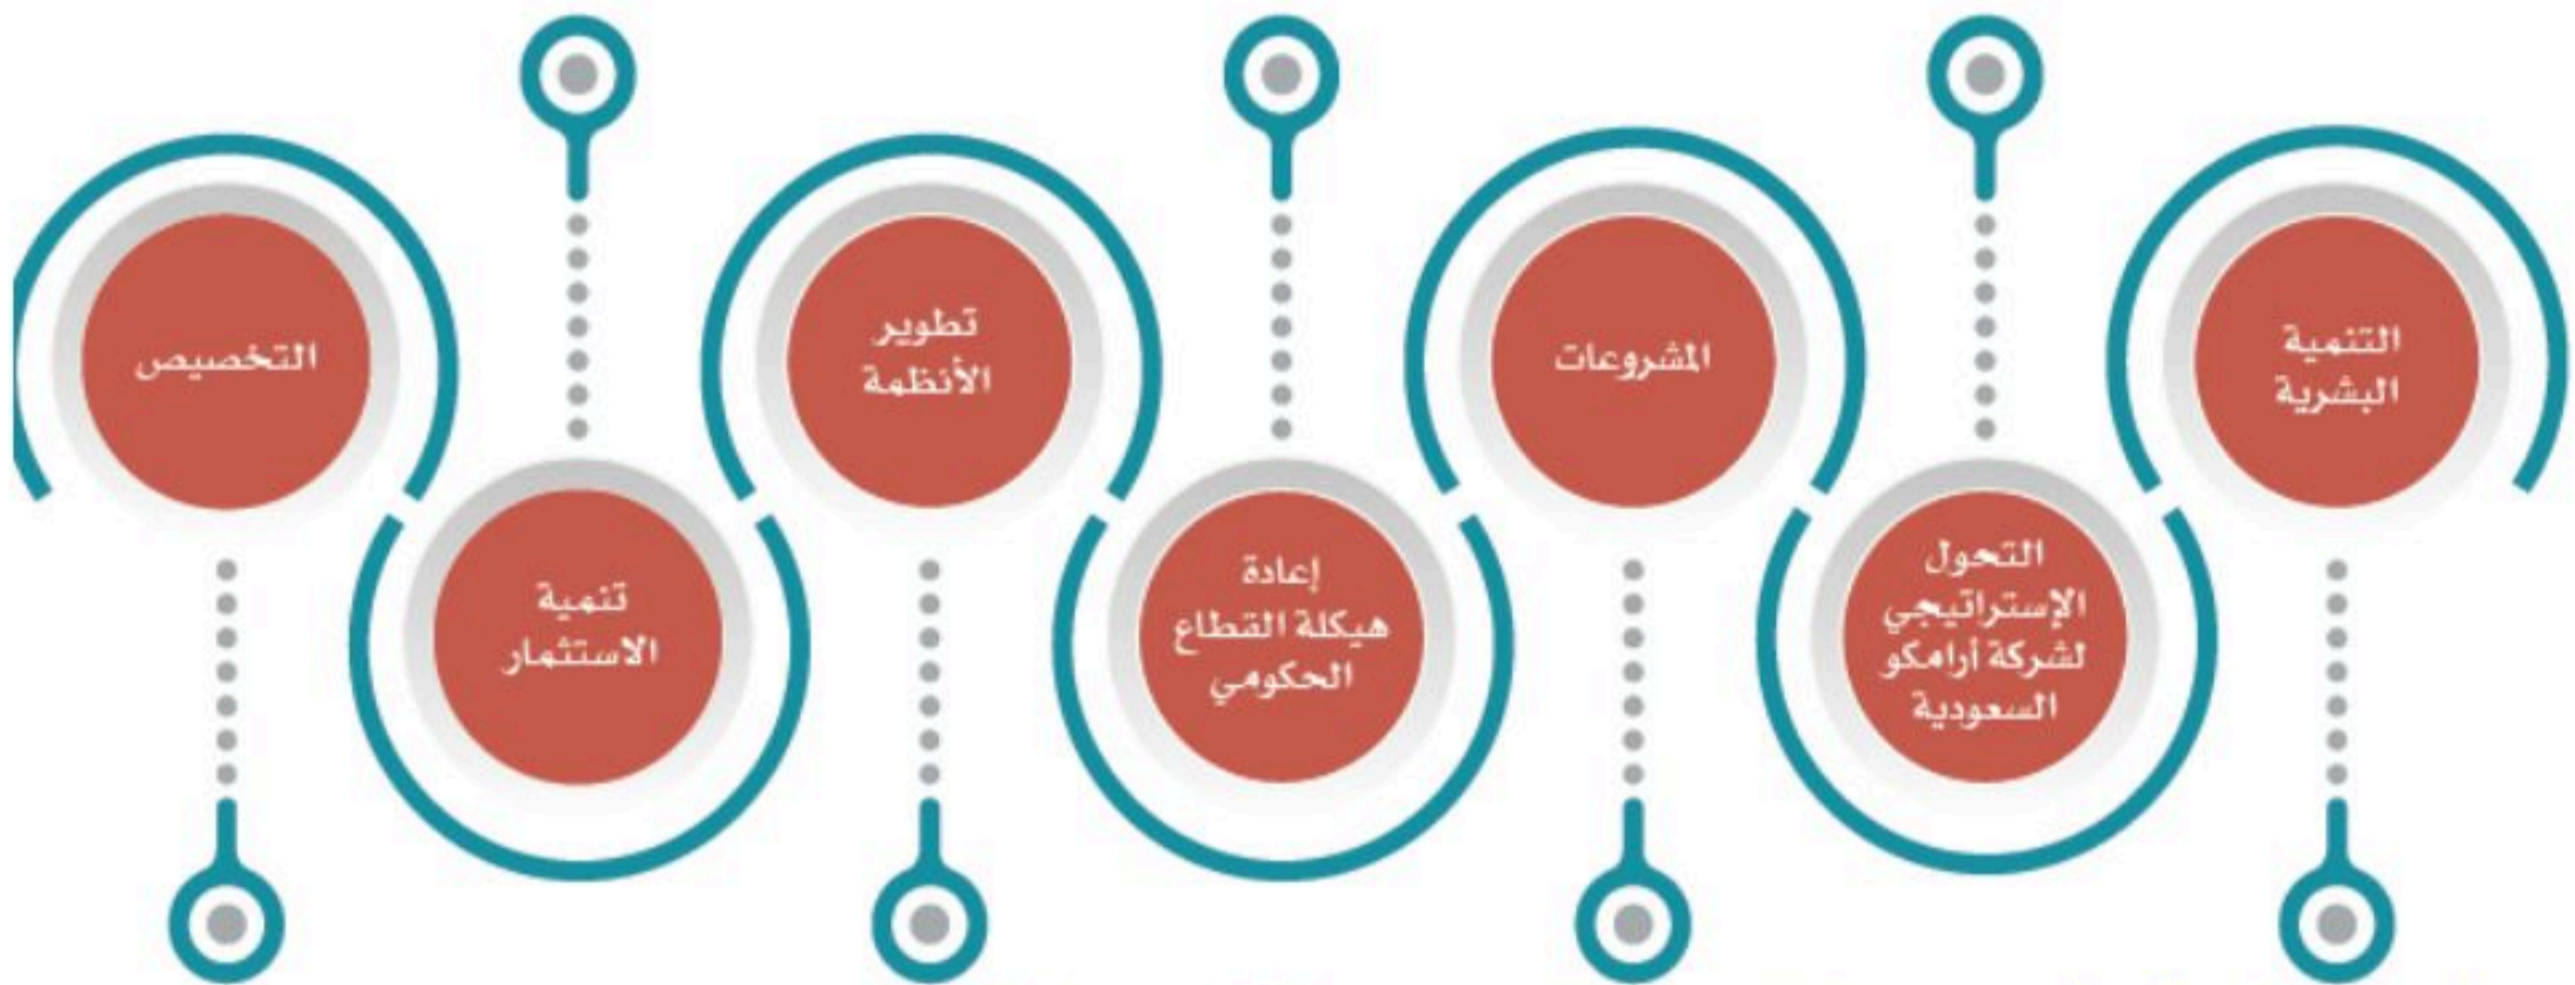 التنمية
البشرية
التحول
الإستراتيجي
لشركة أرامكو
السعودية
المشروعات
إعادة
هيكلة القطاع
الحكومي
تطوير
الأنظمة
تنمية
الاستثمار
التخصيص